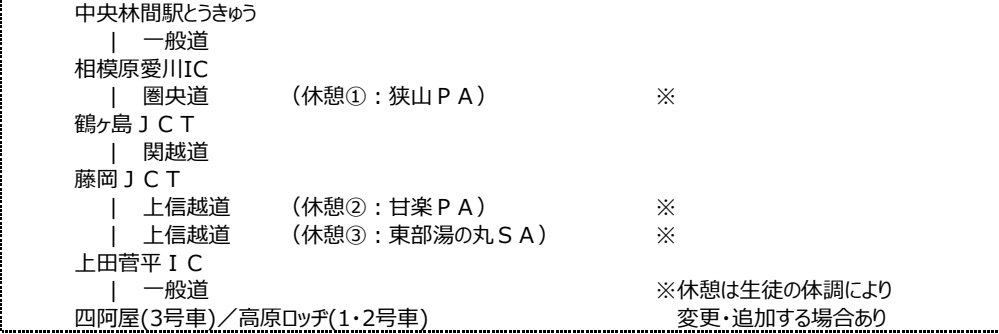 中央林間駅とうきゅう
| 一般道
相模原愛川IC
| 圏央道 （休憩①：狭山ＰＡ） ※
鶴ヶ島ＪＣＴ
| 関越道
藤岡ＪＣＴ
| 上信越道 （休憩②：甘楽ＰＡ） ※
| 上信越道 （休憩③：東部湯の丸ＳＡ） ※
上田菅平ＩＣ
| 一般道 ※休憩は生徒の体調により
四阿屋(3号車)／高原ロッヂ(1・2号車) 変更・追加する場合あり